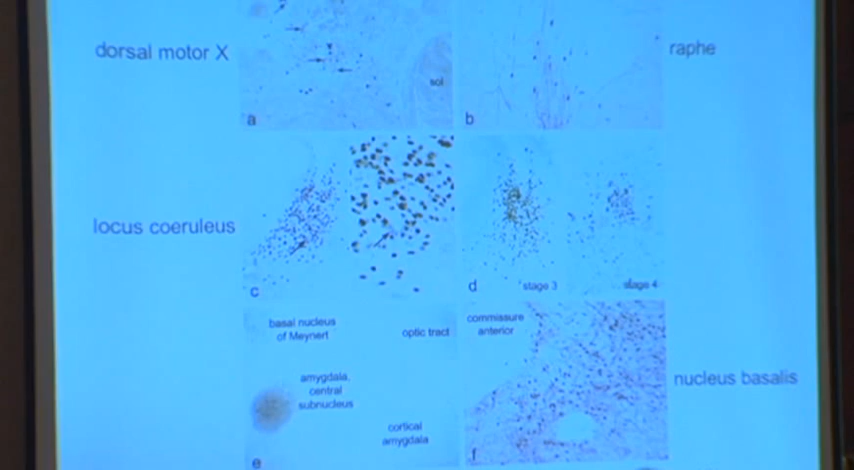 dorsal motor X
raphe
sol
a
b
locus coeruleus
c
d
stage 3
stage 4
basal nucleus
of Meynert
optic tract
commissure
anterior
amygdala,
central
subnucleus
nucleus basalis
cortical
amygdala
e
f